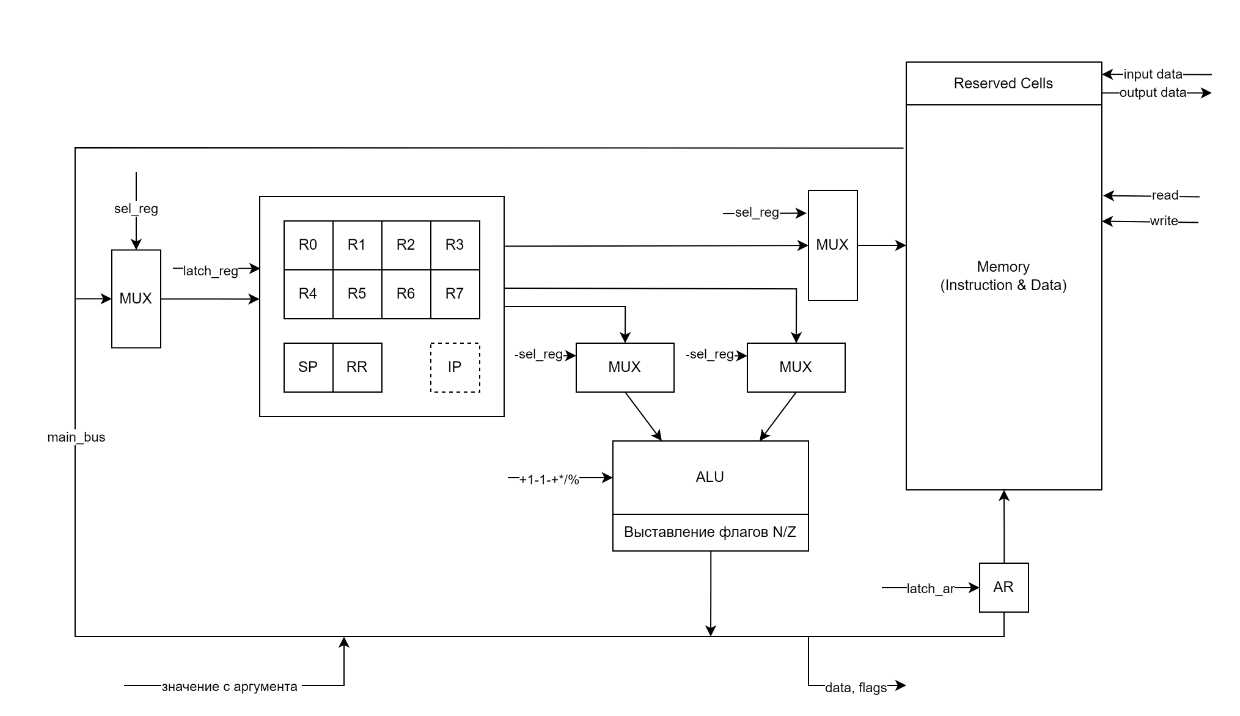 Reserved Cells
input data
output data
sel_reg
read
sel_reg
write
R0 R1 R2 R3
MUX
latch_reg
Memory
(Instruction & Data)
MUX
R4 R5 R6 R7
-sel_reg
-sel_reg
SP RR IP
MUX
MUX
main_bus
+1-1-+*/%
ALU
Выставление флагов N/Z
latch_ar
AR
значение с аргумента
data, flags